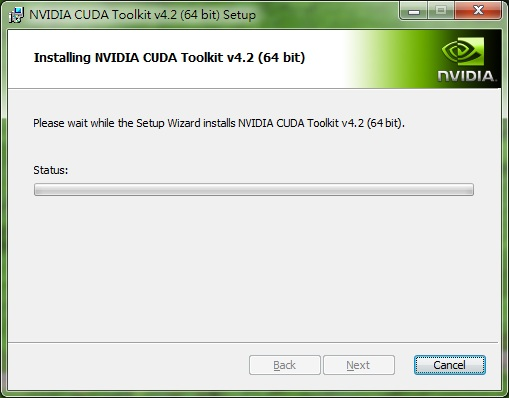 NVIDIA CUDA Toolkit v4.2 (64 bit) Setup
Installing NVIDIA CUDA Toolkit v4.2 (64 bit)
NVIDIA
Please wait while the Setup Wizard installs NVIDIA CUDA Toolkit v4.2 (64 bit).
Status:
Back
Next
Cancel